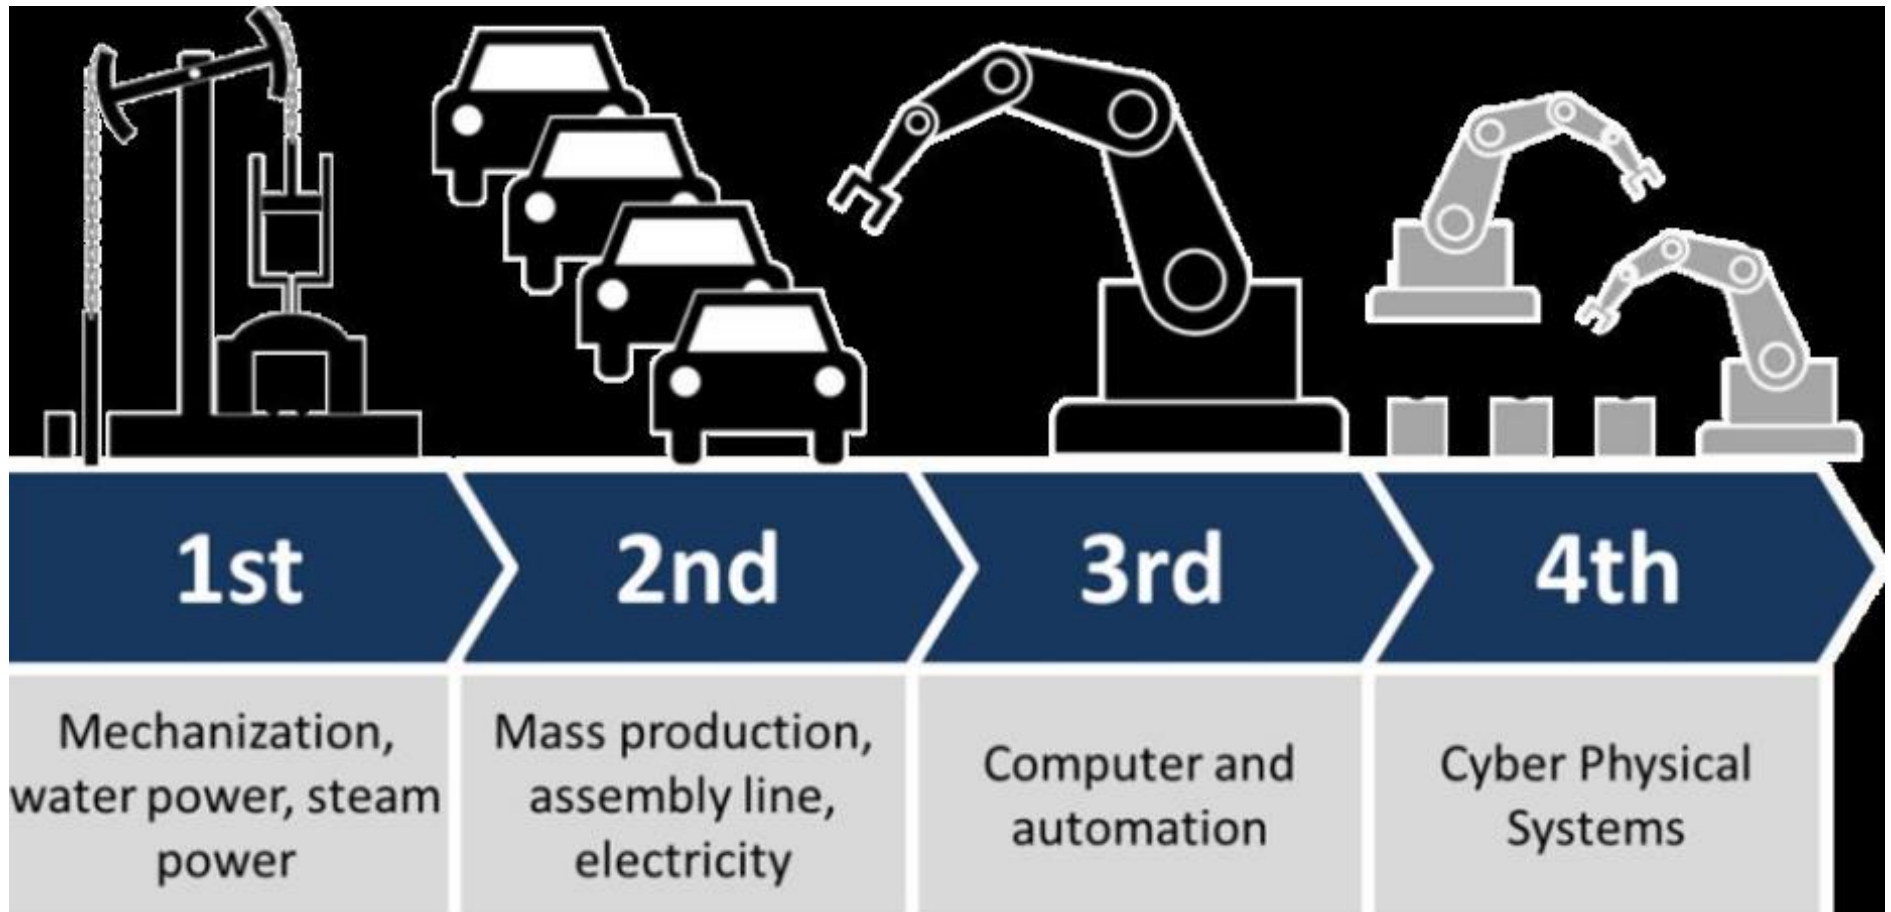 1st
2nd
3rd
4th
Mechanization,
water power, steam
power
Mass production,
assembly line,
electricity
Computer and
automation
Cyber Physical
Systems